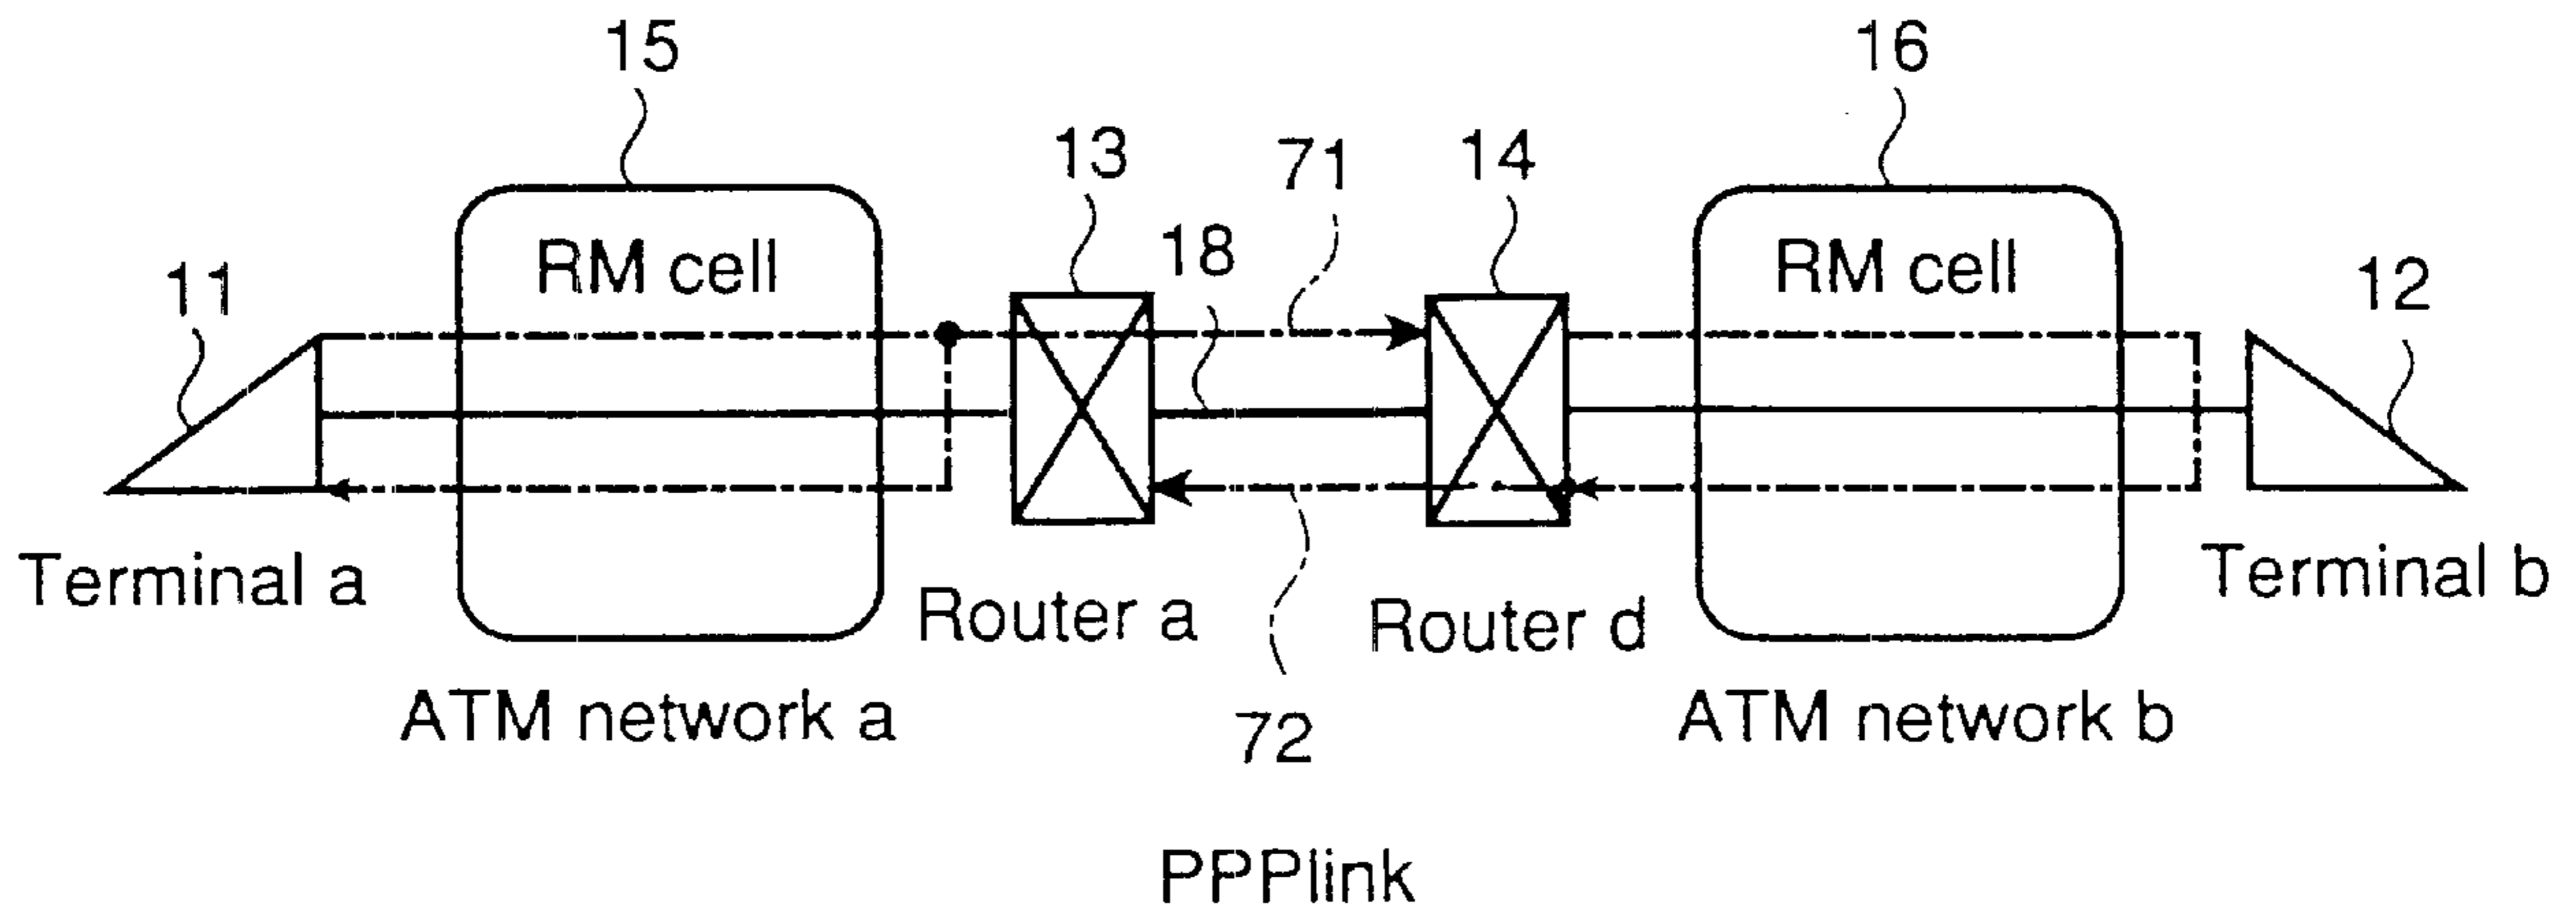 15
16
13
71
14
18
RM cell
RM cell
11
12
Terminal a
Router a
Router d
Terminal b
ATM network a
72
ATM network b
PPPlink